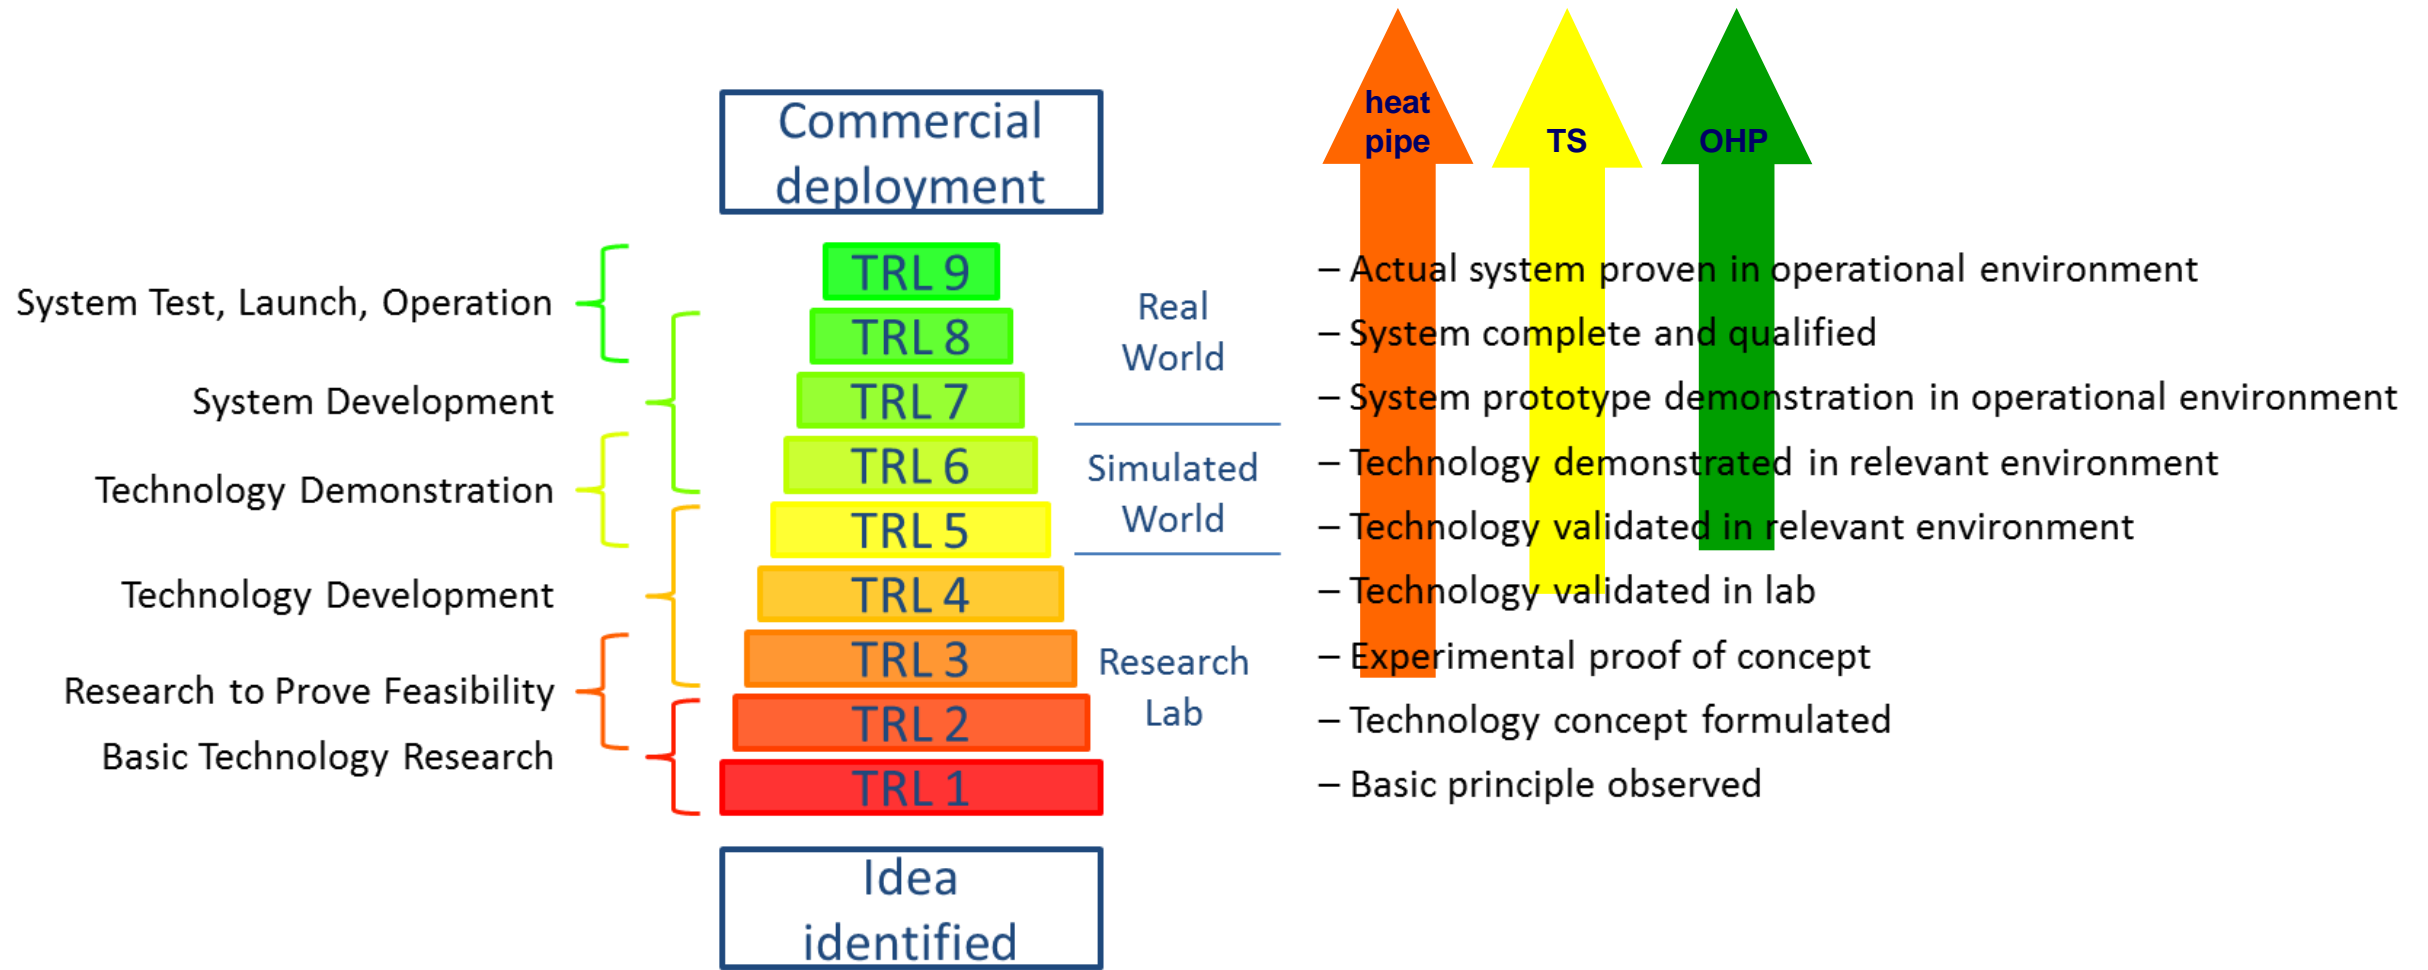 heat
pipe
TS
OHP
Commercial
deployment
System Test, Launch, Operation
System Development
Technology Demonstration
Technology Development
Research to Prove Feasibility
Basic Technology Research
TRL 9
TRL 8
TRL 7
TRL 6
TRL 5
TRL 4
TRL 3
TRL 2
TRL 1
Real
World
Simulated
World
Research
Lab
– Actual system proven in operational environment
– System complete and qualified
– System prototype demonstration in operational environment
– Technology demonstrated in relevant environment
– Technology validated in relevant environment
– Technology validated in lab
– Experimental proof of concept
– Technology concept formulated
– Basic principle observed
Idea
identified